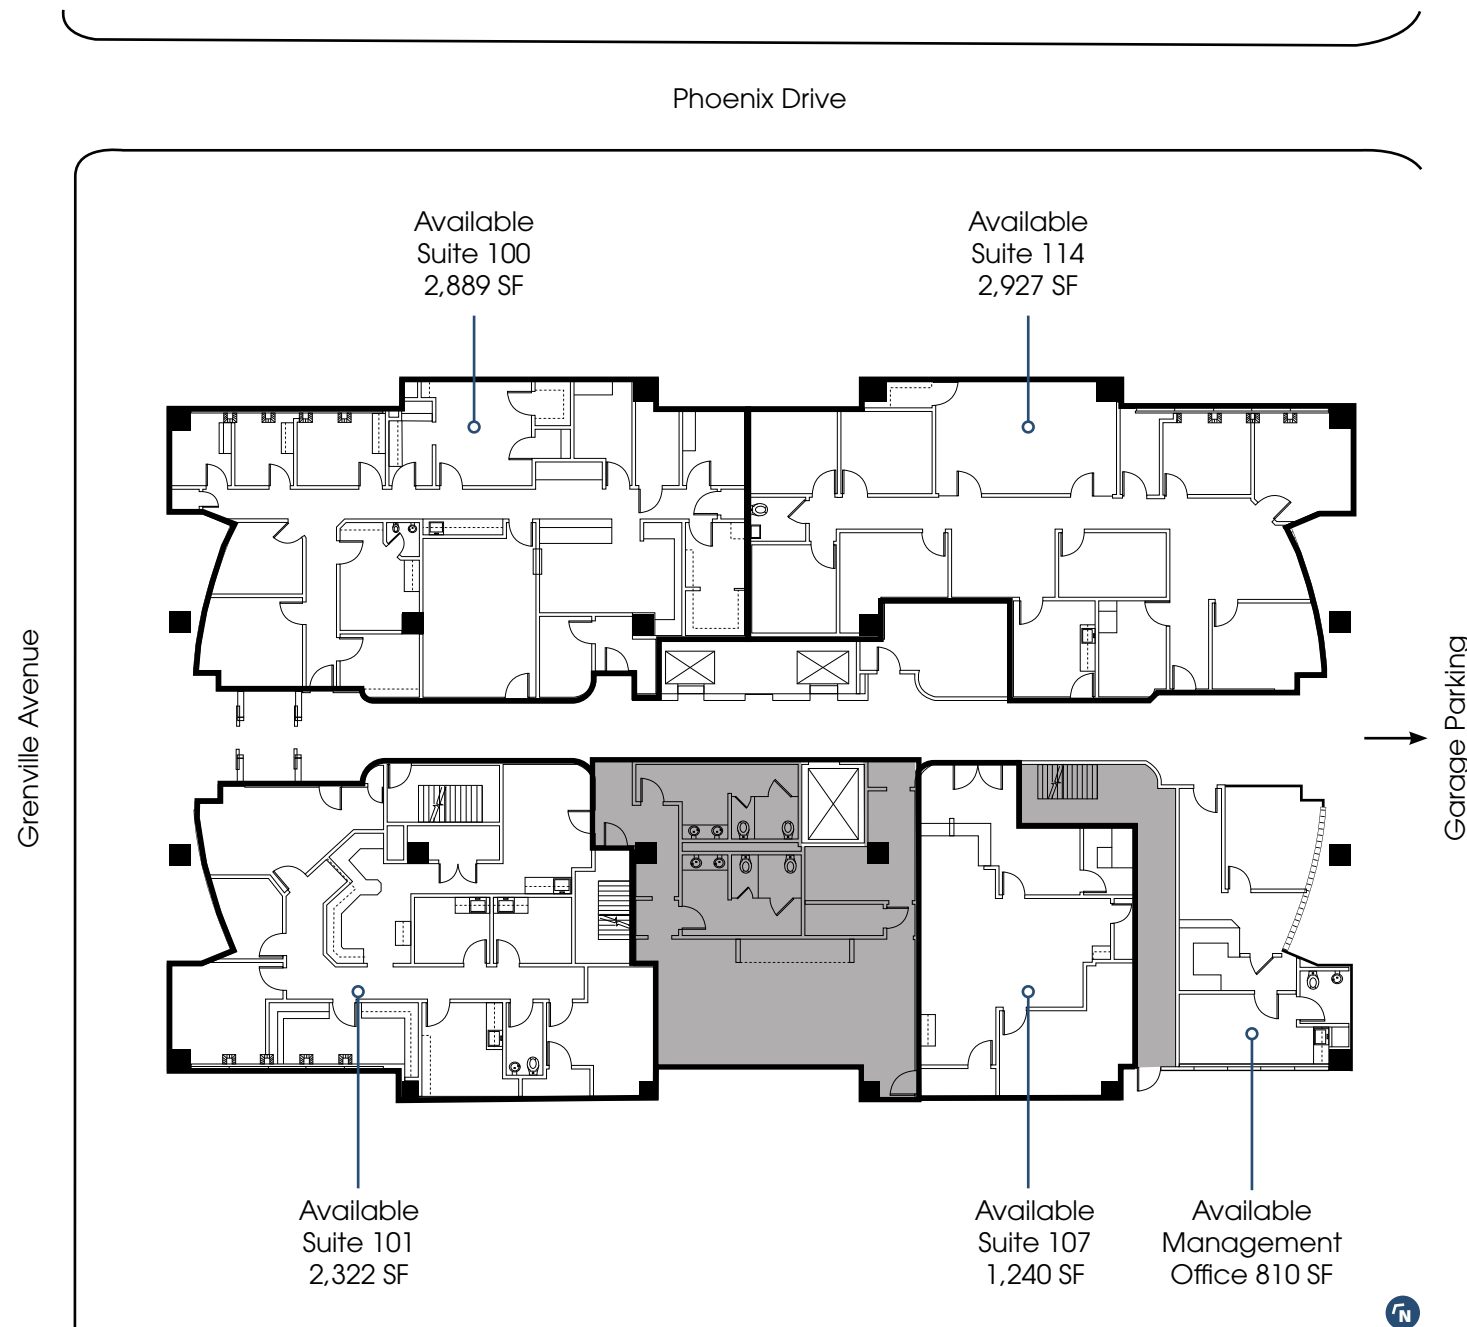 Phoenix Drive
Available
Suite 100
2,889 SF
Available
Suite 114
2,927 SF
Grenville Avenue
Garage Parking
Available
Suite 101
2,322 SF
Available
Suite 107
1,240 SF
Available
Management
Office 810 SF
N